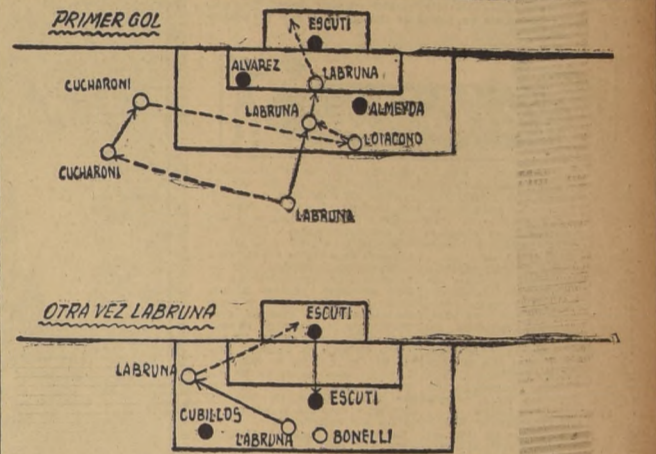 PRIMER GOL
ESCUTI
ALVAREZ
LABRUNA
CUCHARONI
LABRUNA
ALMEYDA
LOIACONO
CUCHARONI
LABRUNA
OTRA VEZ LABRUNA
ESCUTI
LABRUNA
ESCUTI
CUBILLOS
LABRUNA
BONELLI